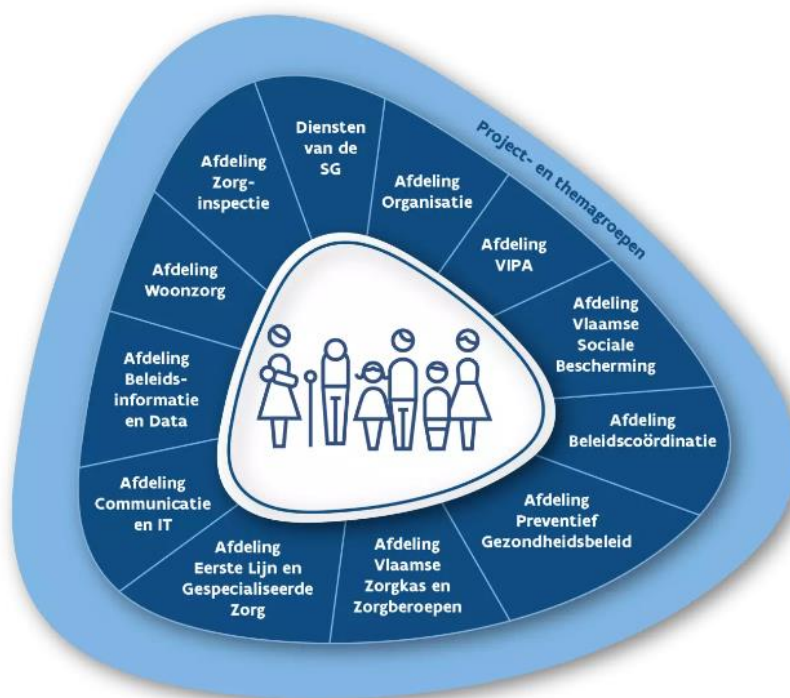 Diensten
van de
SG
Afdeling
Organisatie
Project- en themagroepen
Afdeling
VIPA
Afdeling
Vlaamse
Sociale
Bescherming
Afdeling
Beleidscoördinatie
Afdeling
Preventief
Gezondheidsbeleid
Afdeling
Vlaamse
Zorgkas en
Zorgberoepen
Afdeling
Eerste Lijn en
Gespecialiseerde
Zorg
Afdeling
Communicatie
en IT
Afdeling
Beleids-
informatie
en Data
Afdeling
Woonzorg
Afdeling
Zorg-
inspectie